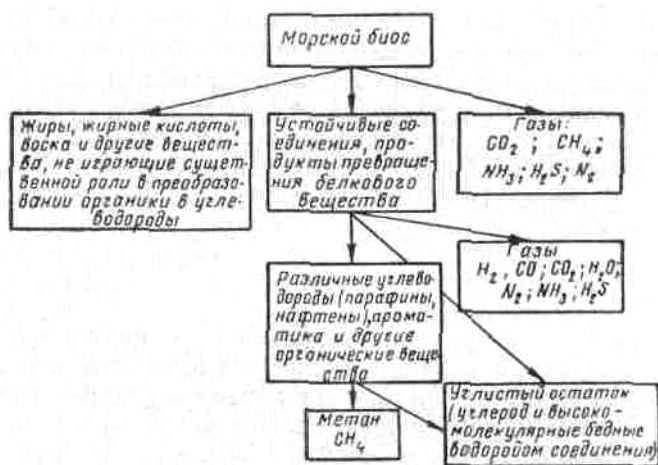 Морской биос
Жиры, жирные кислоты,
воска и другие вещест-
ва, не играющие сущест-
венной роли в преобразо-
вании органики в угле-
водороды
Устойчивые со-
единения, про-
дукты превраще-
ния белкового
вещества
Газы:
CO2; CH4;
NH3; H2S; N2
Газы
H2, CO; CO2; H2O;
N2; NH3; H2S
Различные углево-
дороды (парафины,
нафтены), арома-
тика и другие
органические веще-
ства
Метан
CH4
Углистый остаток
(углерод и высоко-
молекулярные бедные
водородом соединения)